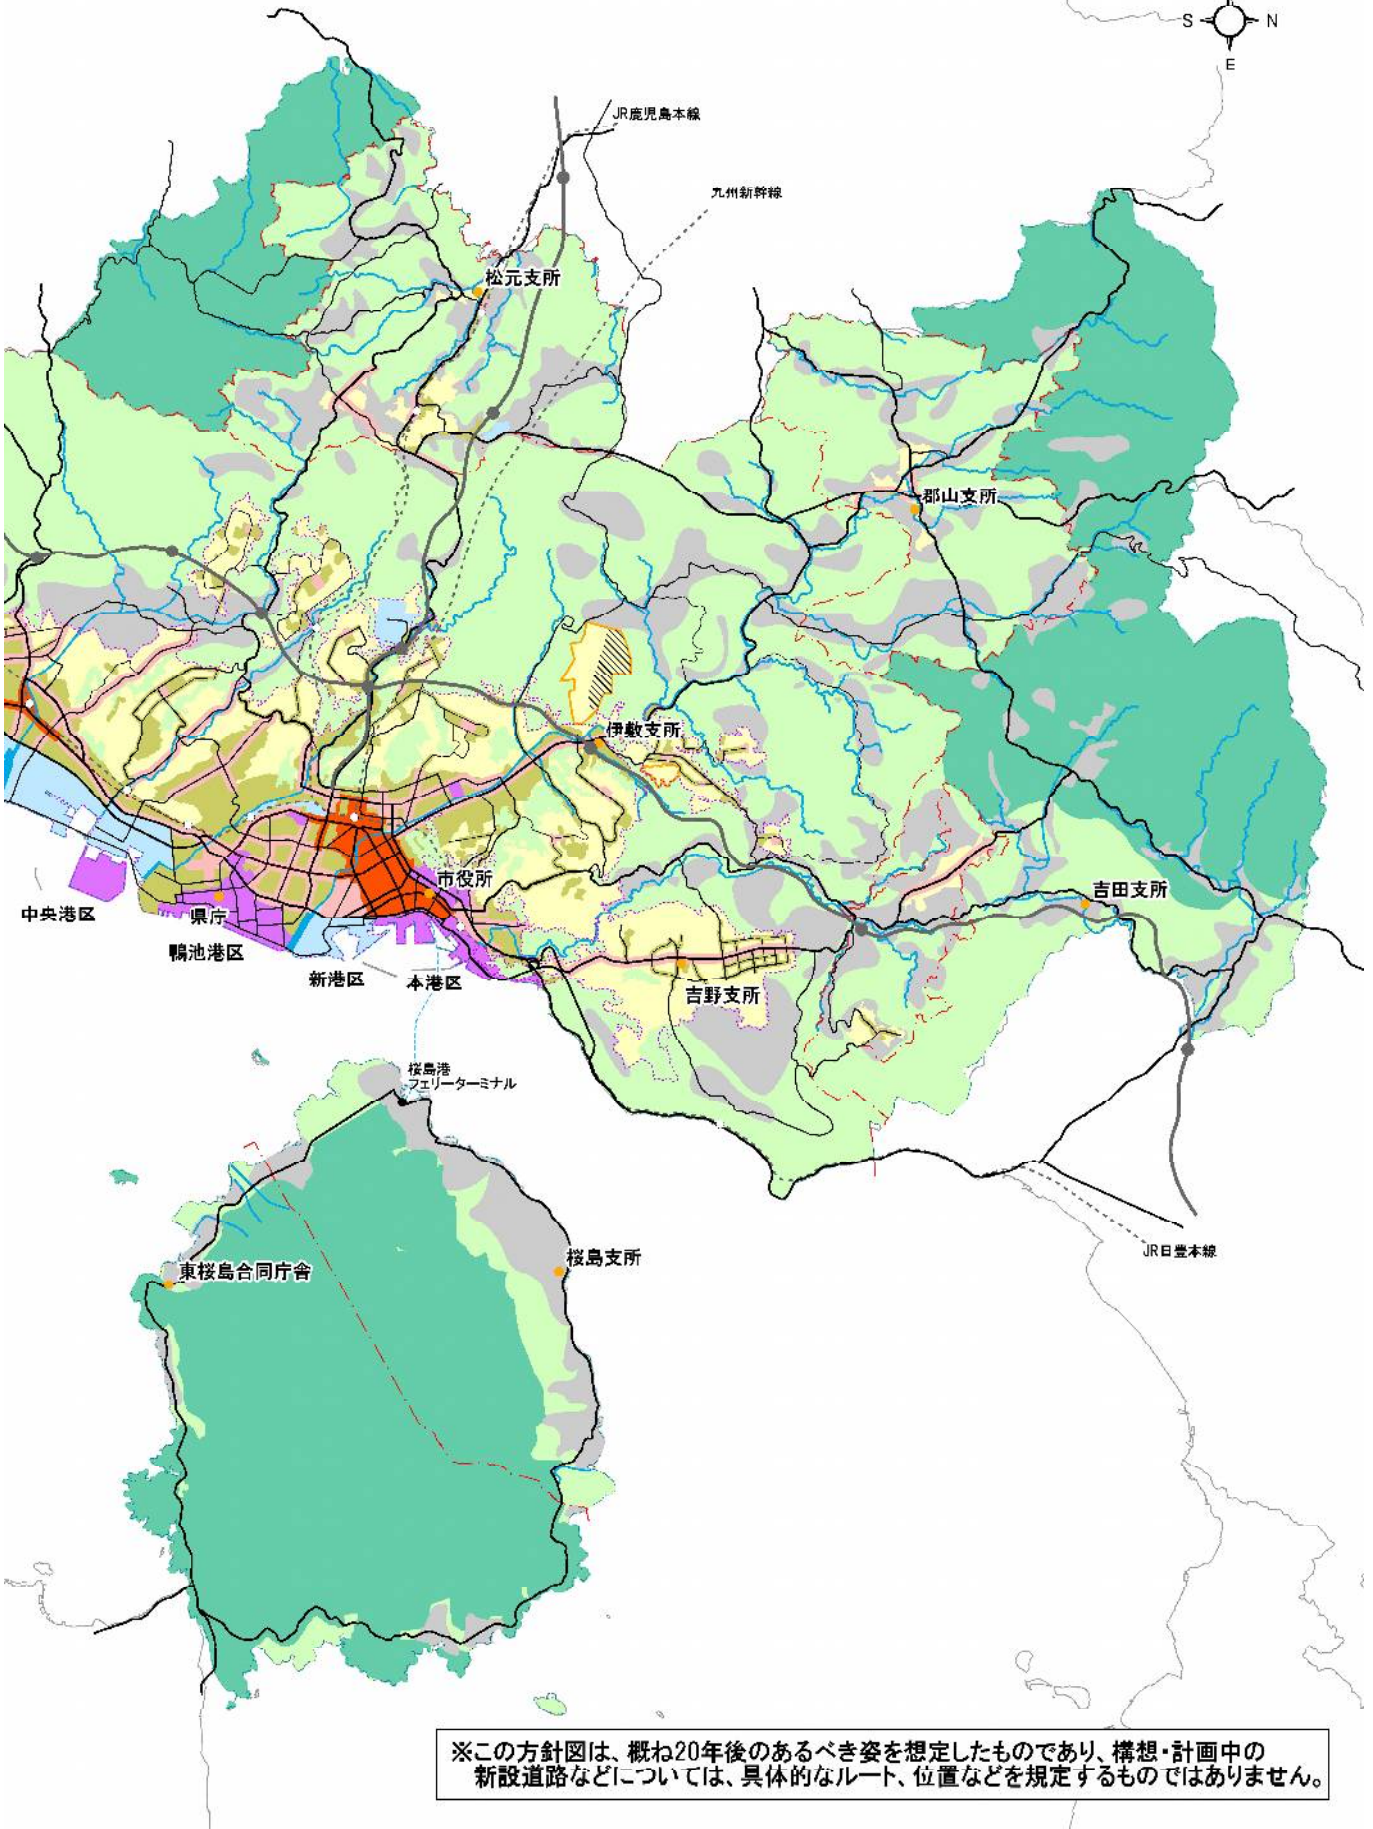 S N
E
JR鹿児島本線
九州新幹線
松元支所
郡山支所
伊敷支所
市役所
吉田支所
中央港区
県庁
鴨池港区
新港区
本港区
吉野支所
桜島港
フェリーターミナル
桜島支所
東桜島合同庁舎
JR日豊本線
※この方針図は、概ね20年後のあるべき姿を想定したものであり、構想・計画中の
新設道路などについては、具体的なルート、位置などを規定するものではありません。